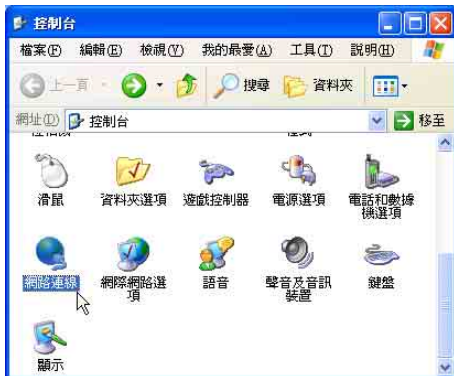 控制台
檔案(F) 編輯(E) 檢視(V) 我的最愛(A) 工具(T) 說明(H)
上一頁 搜尋 資料夾
網址(D) 控制台 移至
滑鼠 資料夾選項 遊戲控制器 電源選項 電話和數據機選項
網路連線 網際網路選項 語音 聲音及音訊裝置 鍵盤
顯示